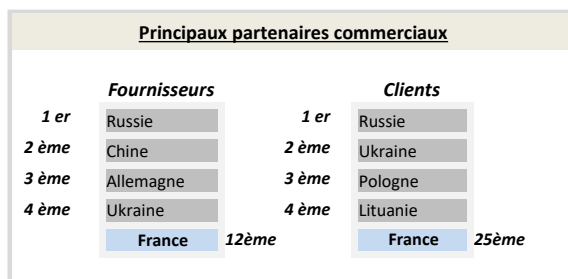 Principaux partenaires commerciaux
Fournisseurs Clients
1 er Russie 1 er Russie
2 ème Chine 2 ème Ukraine
3 ème Allemagne 3 ème Pologne
4 ème Ukraine 4 ème Lituanie
France 12ème France 25ème